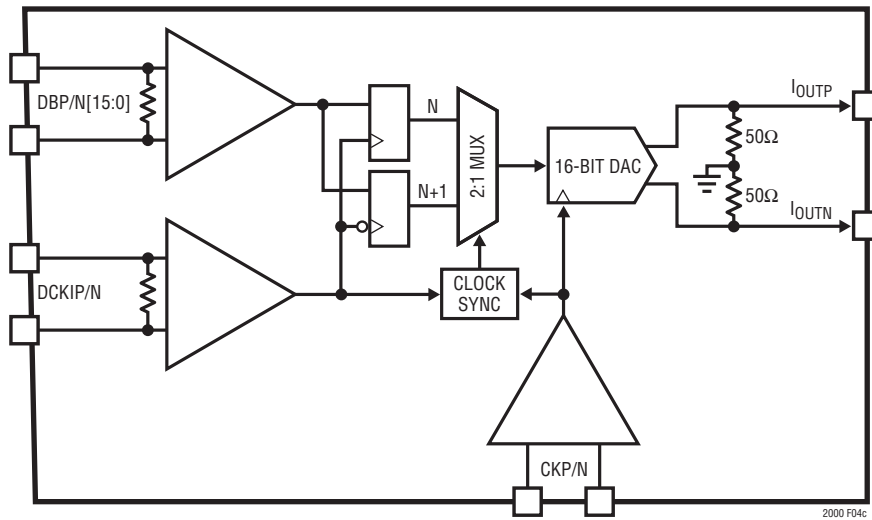 DBP/N[15:0]
N
N+1
2:1 MUX
16-BIT DAC
IOUTP
50Ω
50Ω
IOUTN
DCKIP/N
CLOCK
SYNC
CKP/N
2000 F04c